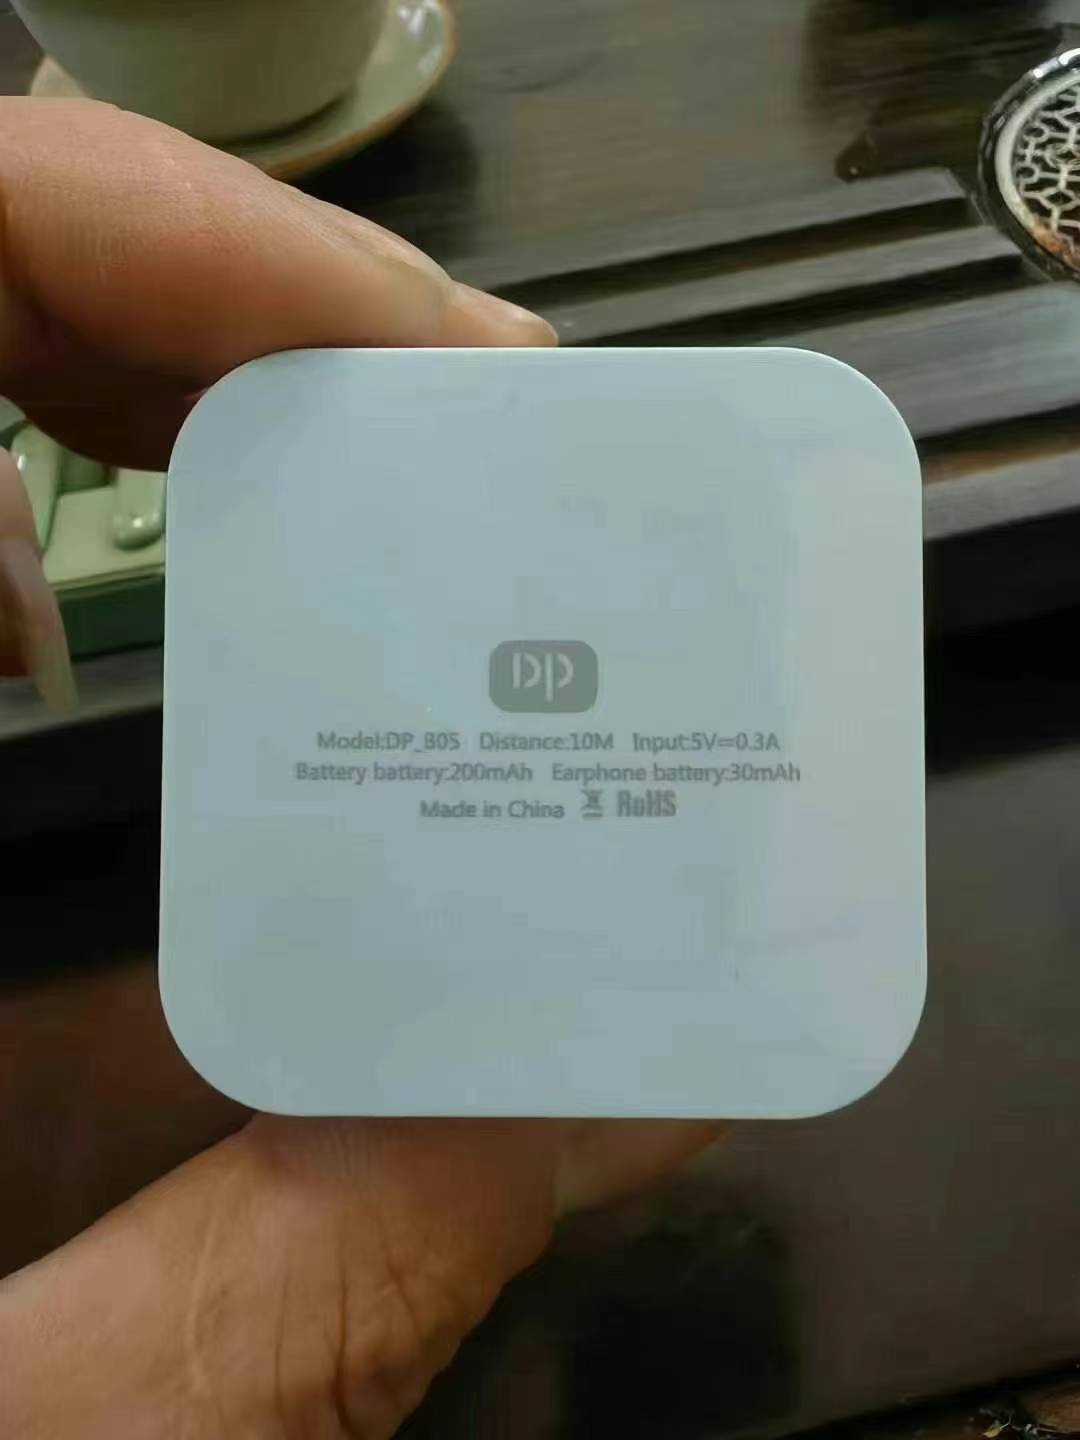 DP
Model:DP_B05 Distance:10M Input:5V⎓0.3A
Battery battery:200mAh Earphone battery:30mAh
Made in China RoHS